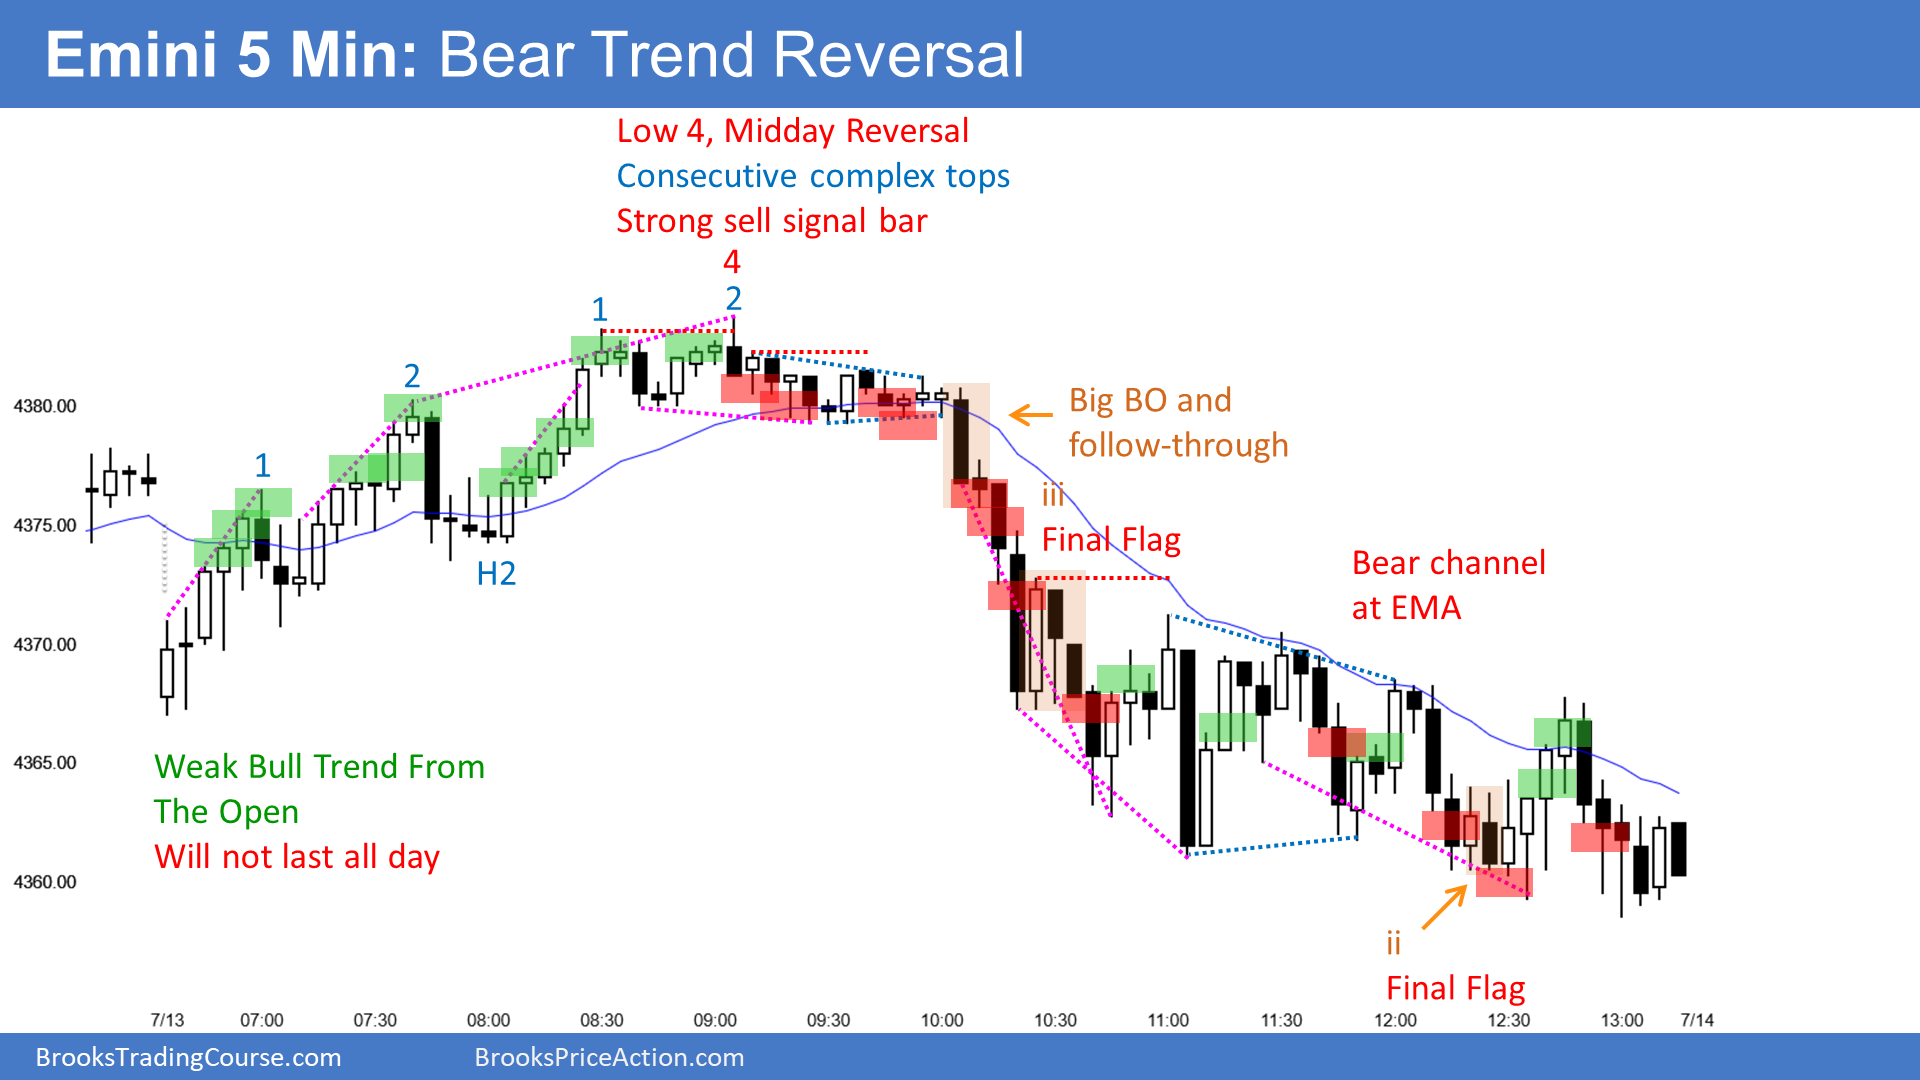 Emini 5 Min: Bear Trend Reversal
Low 4, Midday Reversal
Consecutive complex tops
Strong sell signal bar
4
2
1
2
1
H2
4380.00
4375.00
4370.00
4365.00
4360.00
Big BO and
follow-through
iii
Final Flag
Bear channel
at EMA
Weak Bull Trend From
The Open
Will not last all day
ii
Final Flag
7/13 07:00 07:30 08:00 08:30 09:00 09:30 10:00 10:30 11:00 11:30 12:00 12:30 13:00 7/14
BrooksTradingCourse.com BrooksPriceAction.com